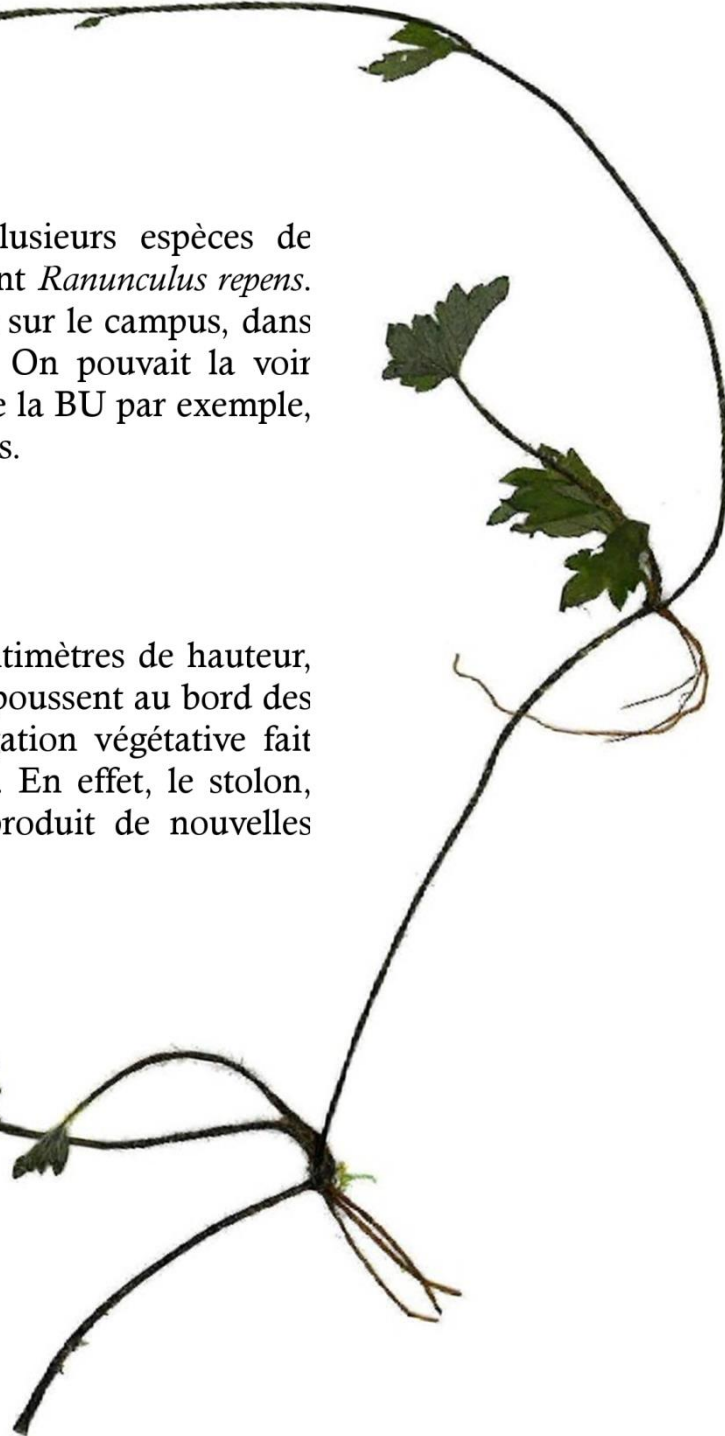 lusieurs espèces de
nt Ranunculus repens.
sur le campus, dans
On pouvait la voir
e la BU par exemple,
s.
timètres de hauteur,
poussent au bord des
ation végétative fait
. En effet, le stolon,
produit de nouvelles